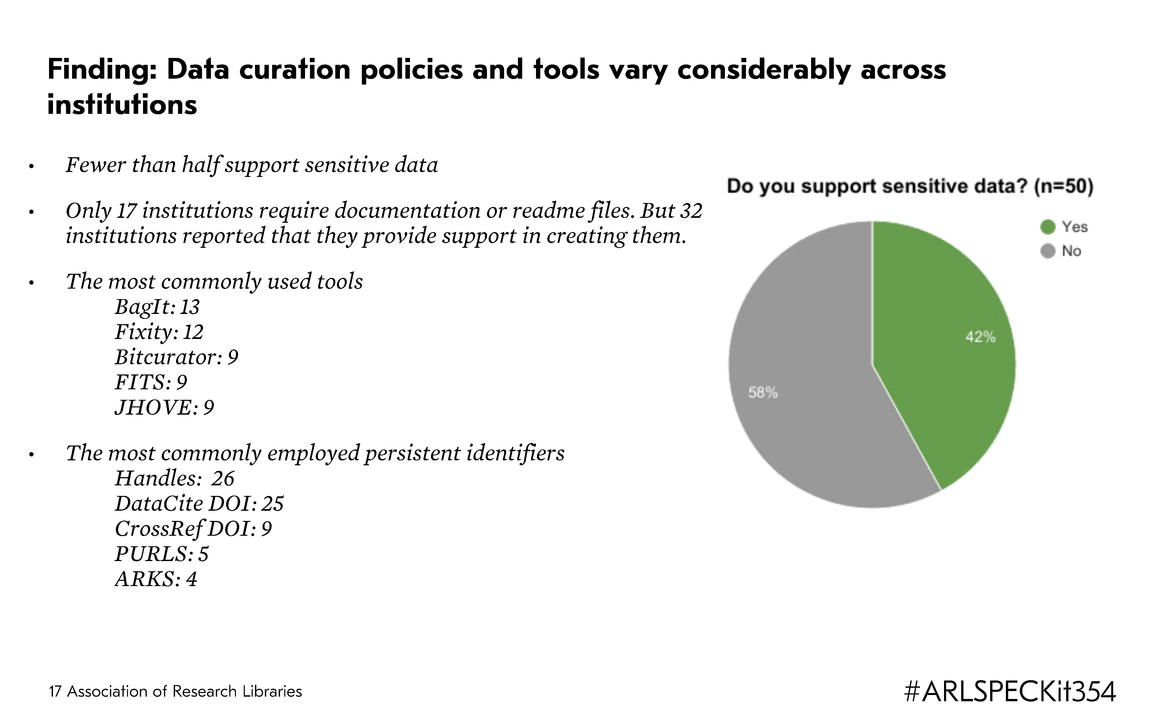 Finding: Data curation policies and tools vary considerably across
institutions
• Fewer than half support sensitive data
• Only 17 institutions require documentation or readme files. But 32
institutions reported that they provide support in creating them.
• The most commonly used tools
BagIt: 13
Fixity: 12
Bitcurator: 9
FITS: 9
JHOVE: 9
• The most commonly employed persistent identifiers
Handles: 26
DataCite DOI: 25
CrossRef DOI: 9
PURLS: 5
ARKS: 4
Do you support sensitive data? (n=50)
Yes
No
42%
58%
17 Association of Research Libraries
#ARLSPECKit354